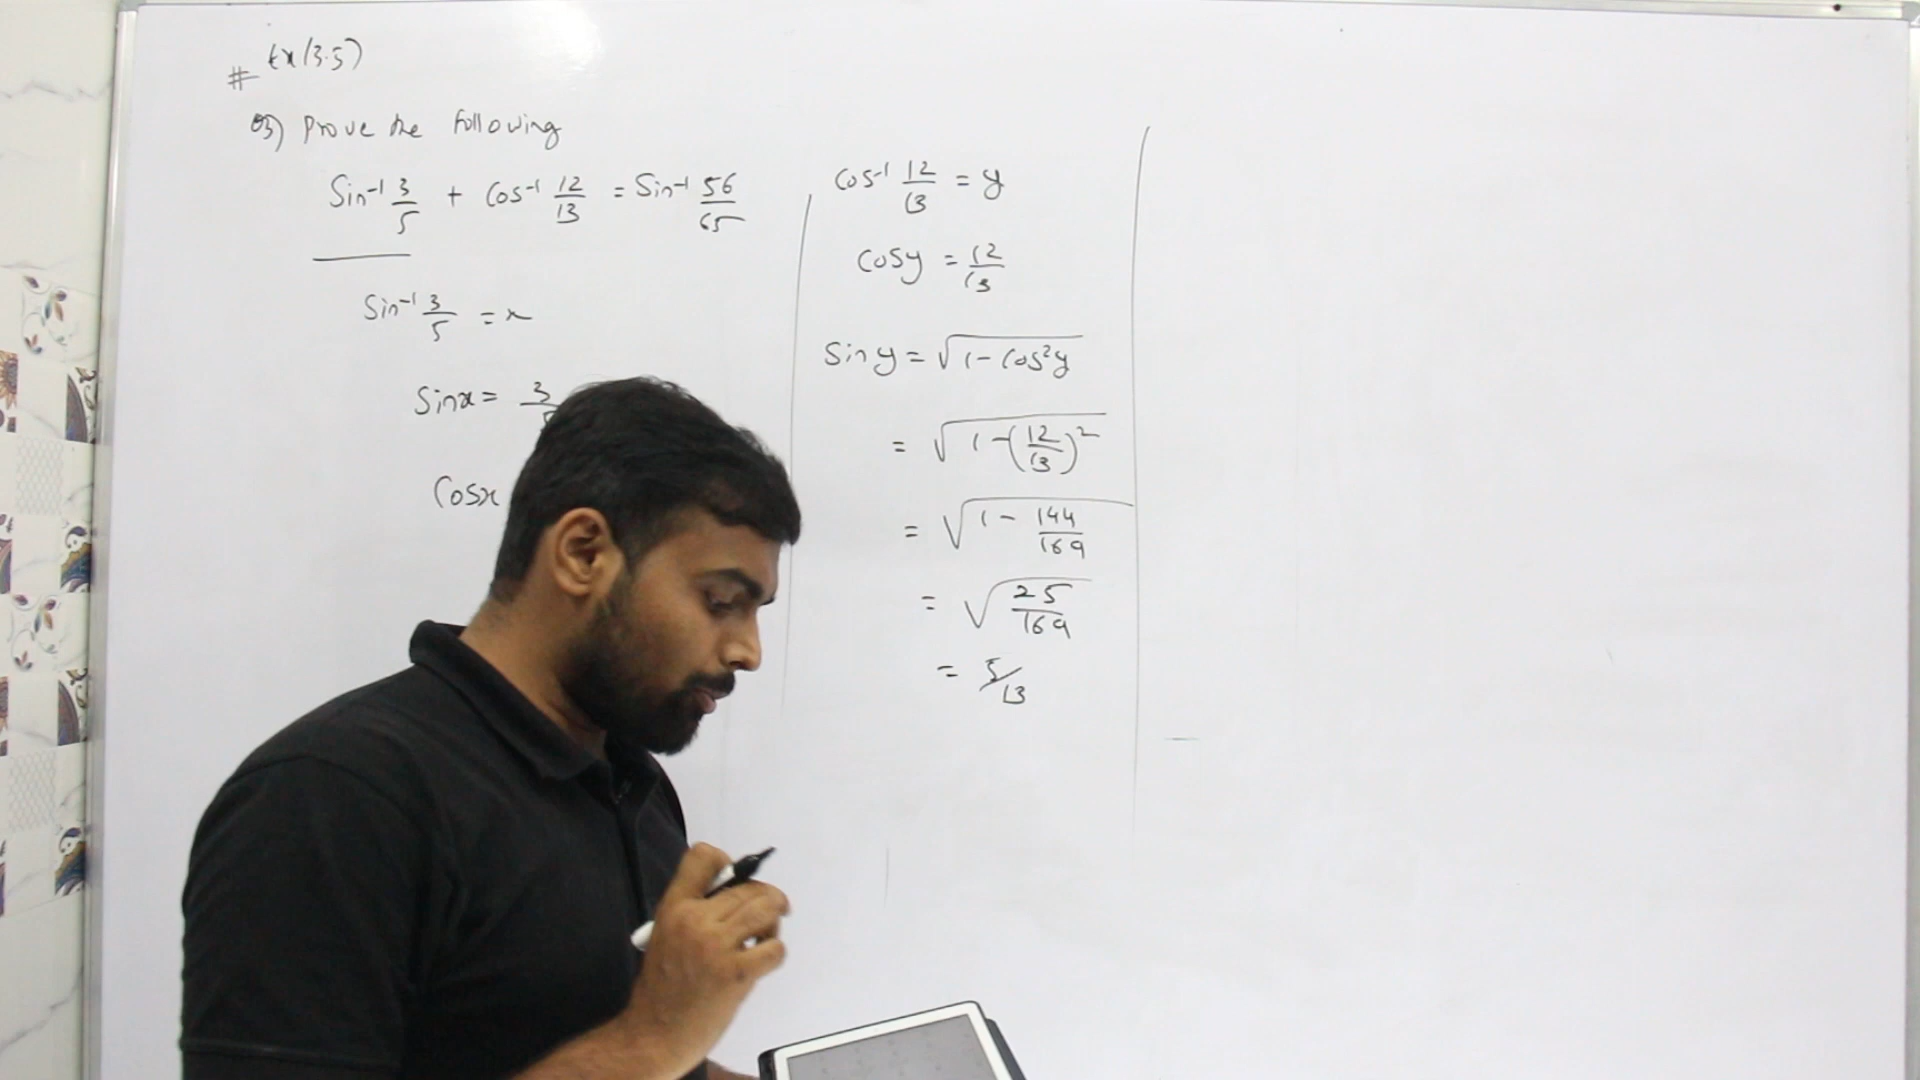 # Ex (3.5)
Q3) Prove the following
Sin⁻¹ 3/5 + Cos⁻¹ 12/13 = Sin⁻¹ 56/65
Sin⁻¹ 3/5 = x
Sinx = 3/5
Cosx
Cos⁻¹ 12/13 = y
Cosy = 12/13
Sin y = √(1 - Cos²y)
= √(1 - (12/13)²)
= √(1 - 144/169)
= √(25/169)
= 5/13